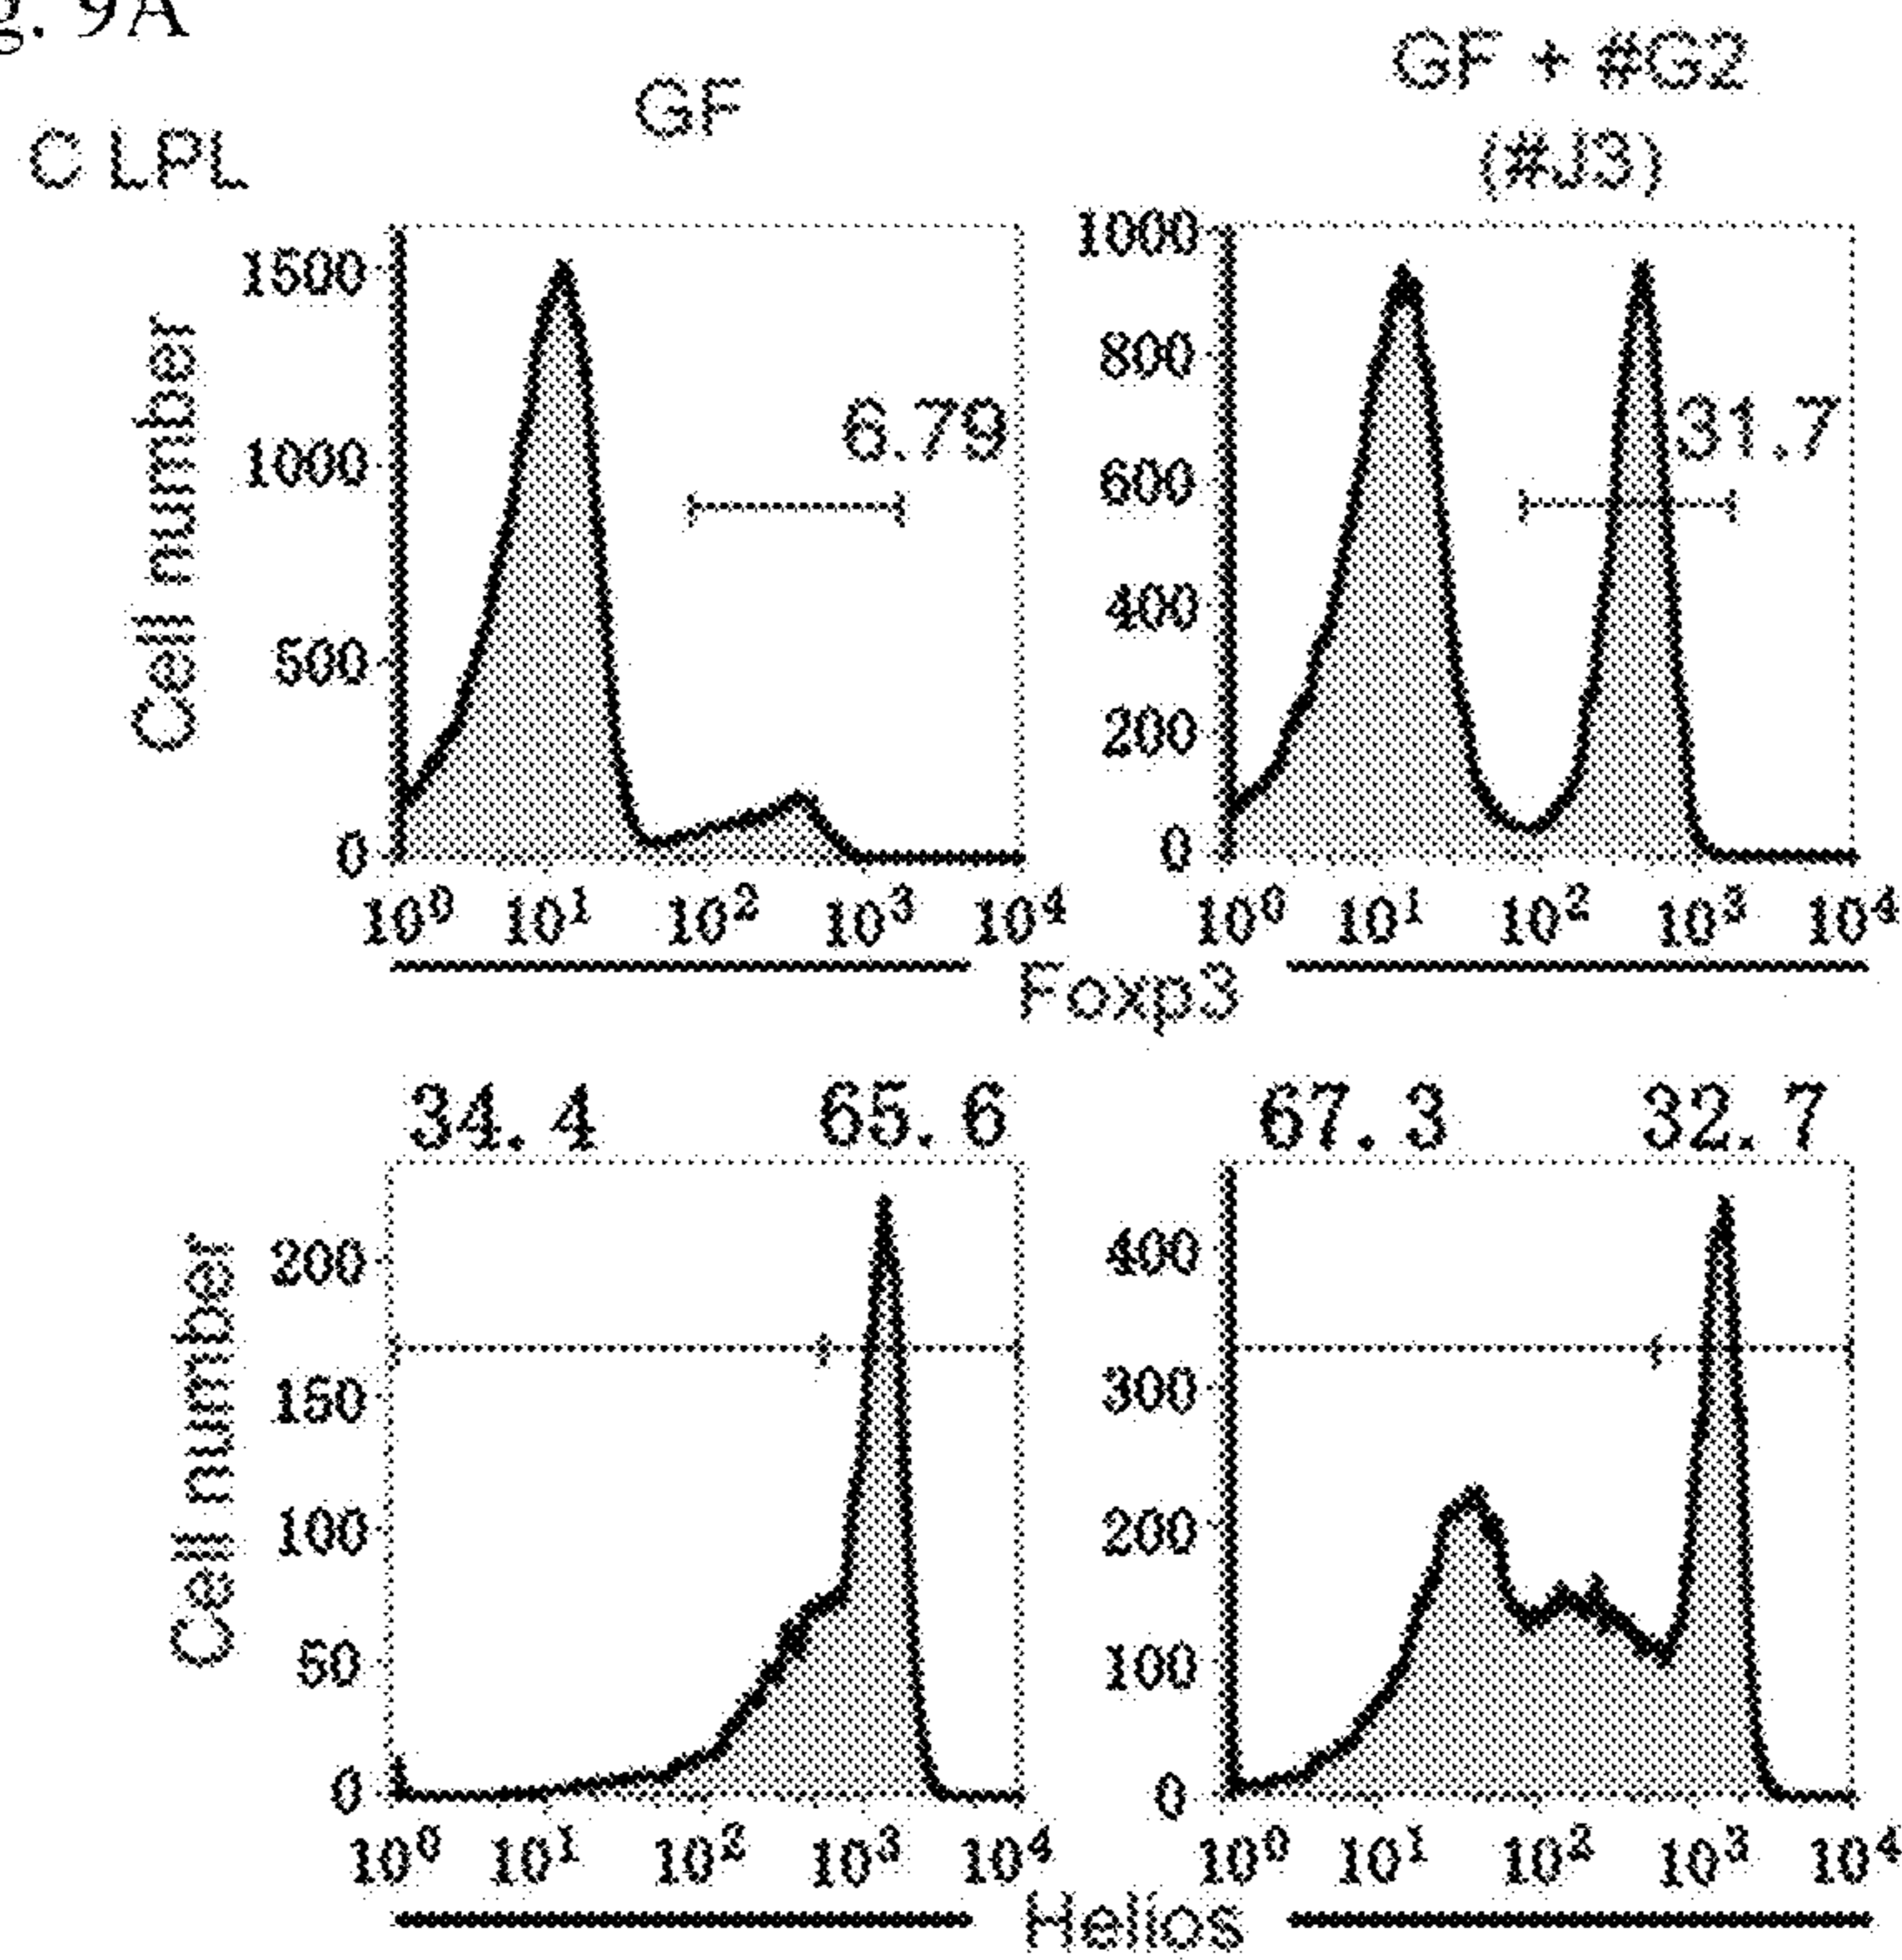 g. 9A
C LPL
GF
GF + #G2
(#J3)
Cell number
1500
1000
500
0
6.79
10⁰ 10¹ 10² 10³ 10⁴
1000
800
600
400
200
0
31.7
10⁰ 10¹ 10² 10³ 10⁴
Foxp3
34.4 65.6
Cell number
200
150
100
50
0
10⁰ 10¹ 10² 10³ 10⁴
67.3 32.7
400
300
200
100
0
10⁰ 10¹ 10² 10³ 10⁴
Helios